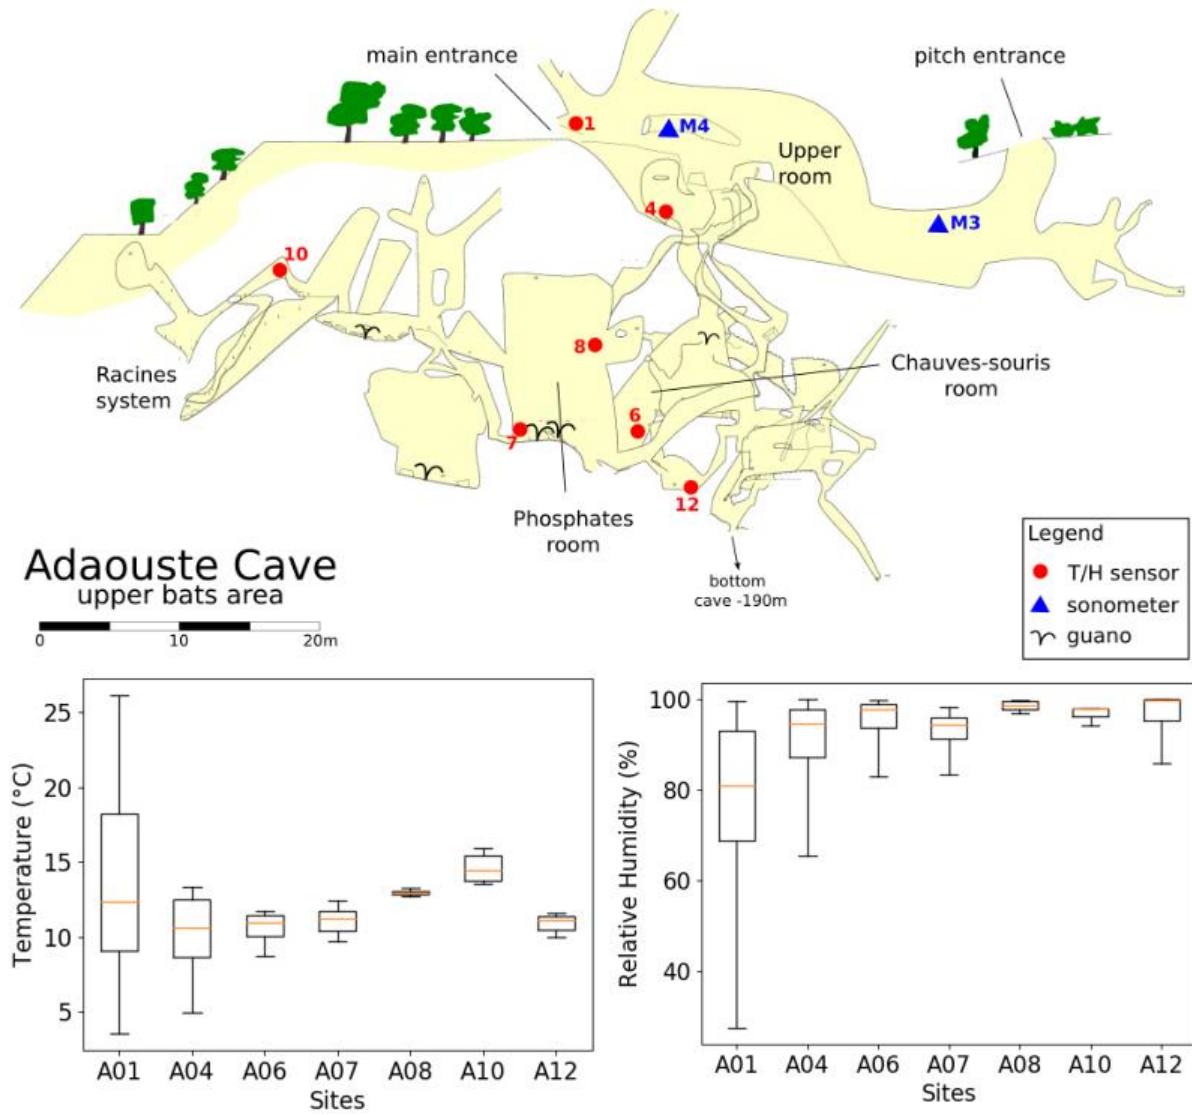 main entrance
pitch entrance
1
M4
Upper
room
4
M3
10
8
Racines
system
Chauves-souris
room
6
7
12
Phosphates
room
Adaouste Cave
upper bats area
0
10
20m
bottom
cave -190m
Legend
T/H sensor
sonometer
guano
Temperature (°C)
25
20
15
10
5
A01 A04 A06 A07 A08 A10 A12
Sites
Relative Humidity (%)
100
80
60
40
A01 A04 A06 A07 A08 A10 A12
Sites